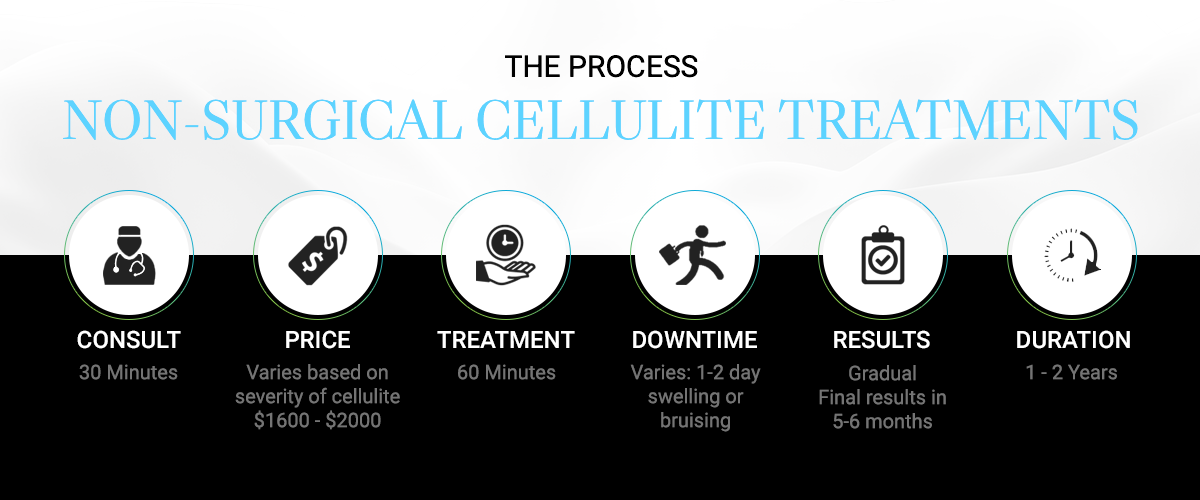 THE PROCESS
NON-SURGICAL CELLULITE TREATMENTS
CONSULT
30 Minutes
PRICE
Varies based on
severity of cellulite
$1600 - $2000
TREATMENT
60 Minutes
DOWNTIME
Varies: 1-2 day
swelling or
bruising
RESULTS
Gradual
Final results in
5-6 months
DURATION
1 - 2 Years